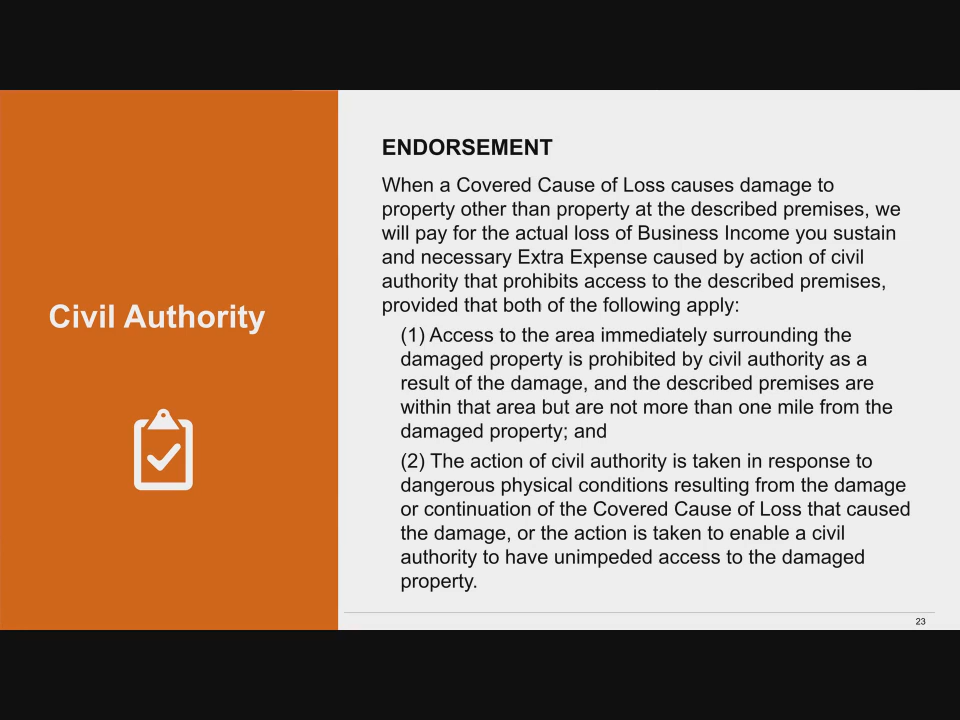 Civil Authority
ENDORSEMENT
When a Covered Cause of Loss causes damage to
property other than property at the described premises, we
will pay for the actual loss of Business Income you sustain
and necessary Extra Expense caused by action of civil
authority that prohibits access to the described premises,
provided that both of the following apply:
(1) Access to the area immediately surrounding the
damaged property is prohibited by civil authority as a
result of the damage, and the described premises are
within that area but are not more than one mile from the
damaged property; and
(2) The action of civil authority is taken in response to
dangerous physical conditions resulting from the damage
or continuation of the Covered Cause of Loss that caused
the damage, or the action is taken to enable a civil
authority to have unimpeded access to the damaged
property.
23